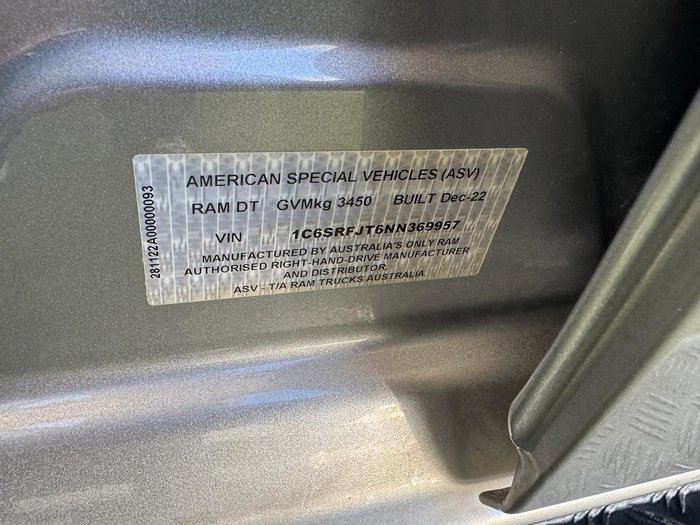 AMERICAN SPECIAL VEHICLES (ASV)
RAM DT GVMkg 3450 BUILT Dec-22
VIN 1C6SRFJT6NN369957
MANUFACTURED BY AUSTRALIA'S ONLY RAM
AUTHORISED RIGHT-HAND-DRIVE MANUFACTURER
AND DISTRIBUTOR.
ASV - T/A RAM TRUCKS AUSTRALIA
281122A00000093